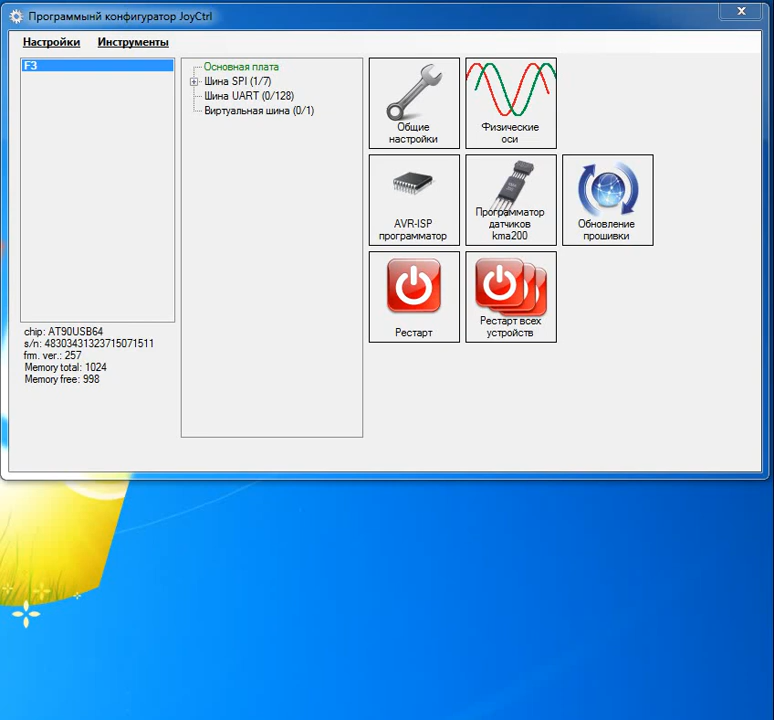 Программынй конфигуратор JoyCtrl
Настройки Инструменты
F3
chip: AT90USB64
s/n: 48303431323715071511
frm. ver.: 257
Memory total: 1024
Memory free: 998
Основная плата
Шина SPI (1/7)
Шина UART (0/128)
Виртуальная шина (0/1)
Общие
настройки
Физические
оси
AVR-ISP
программатор
Программатор
датчиков
kma200
Обновление
прошивки
Рестарт
Рестарт всех
устройств